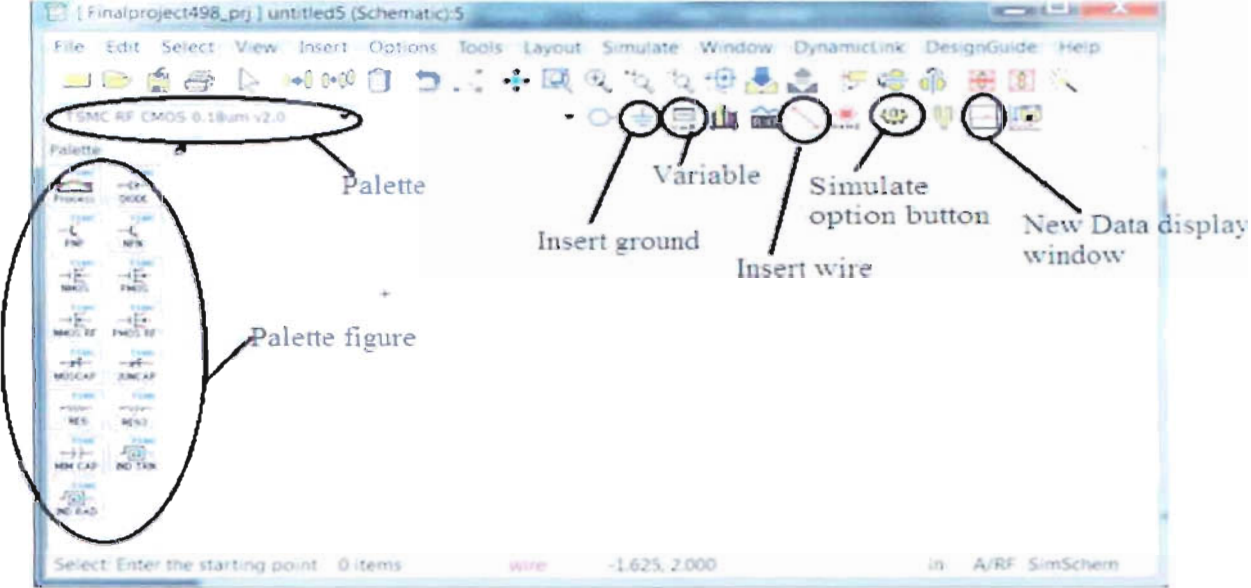 [ Finalproject498_prj ] untitled5 (Schematic):5
File Edit Select View Insert Options Tools Layout Simulate Window DynamicLink DesignGuide Help
TSMC RF CMOS 0.18um v2.0
Palette
Palette
Variable
Simulate
option button
New Data display
window
Insert ground
Insert wire
Palette figure
Process DIODE
PNP NPN
NMOS PMOS
NMOS RF PMOS RF
MOSCAP JUNCAP
RES
MIM CAP
IND RAD
Select: Enter the starting point 0 items wire -1.625, 2.000 in A/RF SimSchem